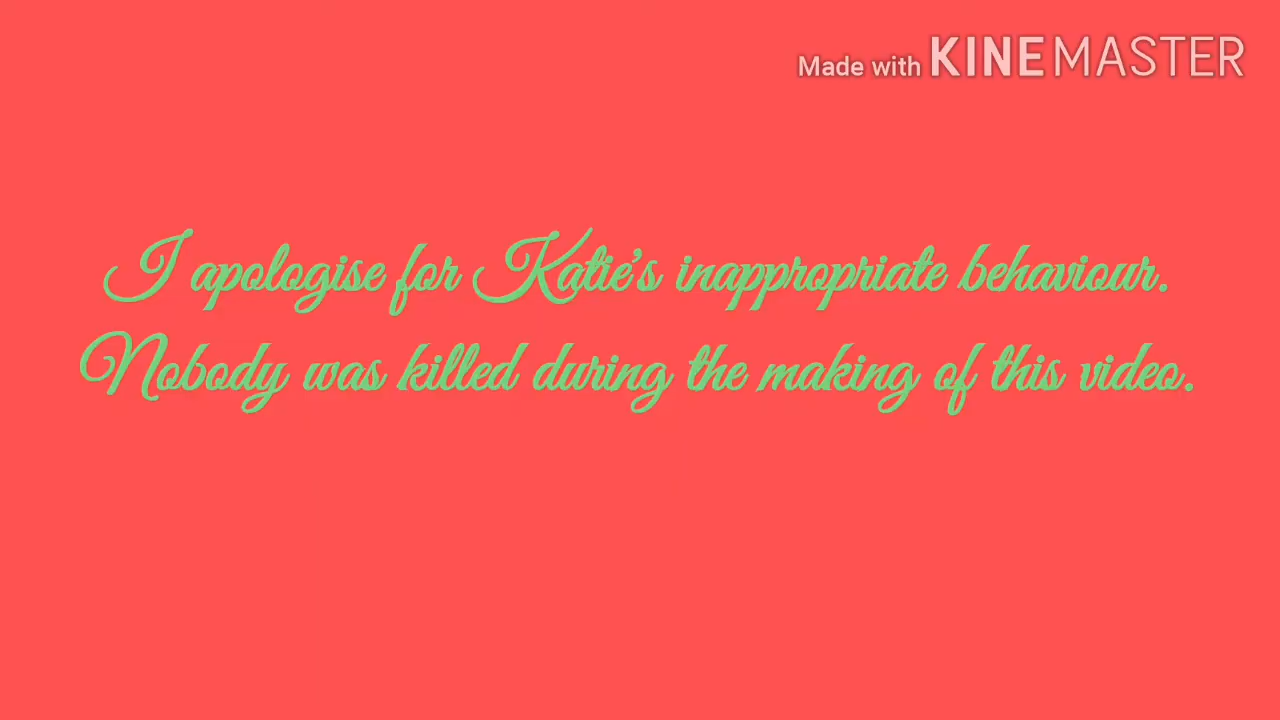 Made with KINEMASTER
I apologise for Katie's inappropriate behaviour.
Nobody was killed during the making of this video.